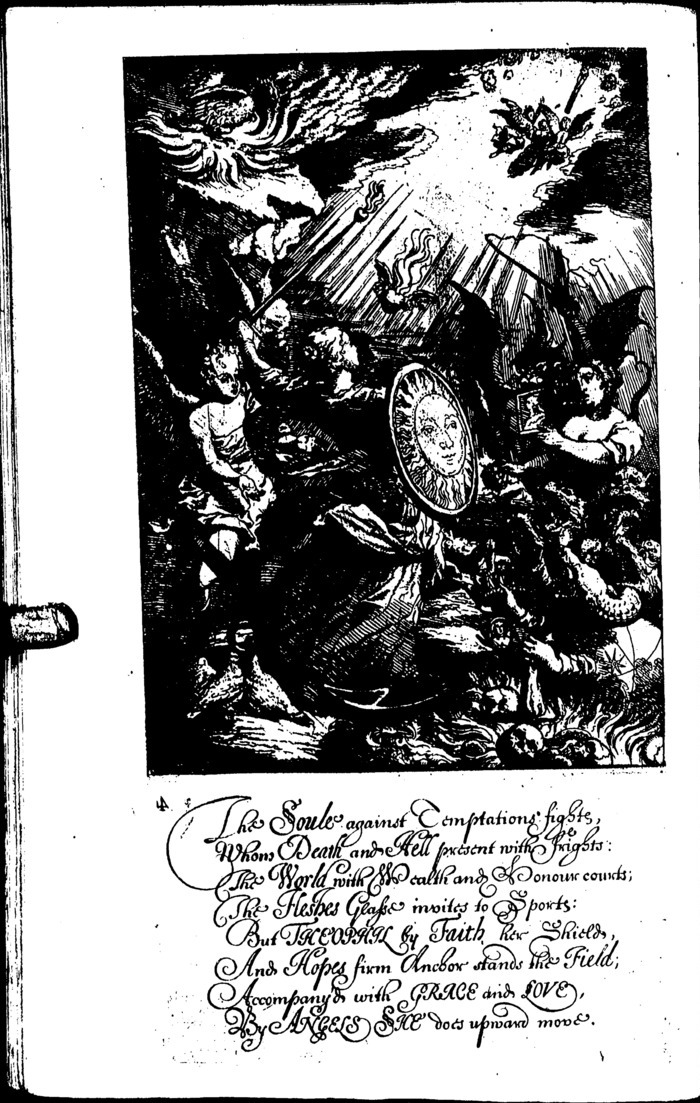 4
The Soule against Temptations fights,
Whom Death and Hell present with frights:
The World with Wealth and Honour courts;
The Fleshes Glasse invites to Sports:
But THEOPHIL by Faith her Shield,
And Hopes firm Anchor stands the Field;
Accompany'd with GRACE and LOVE,
By ANGELS SHE does upward move.